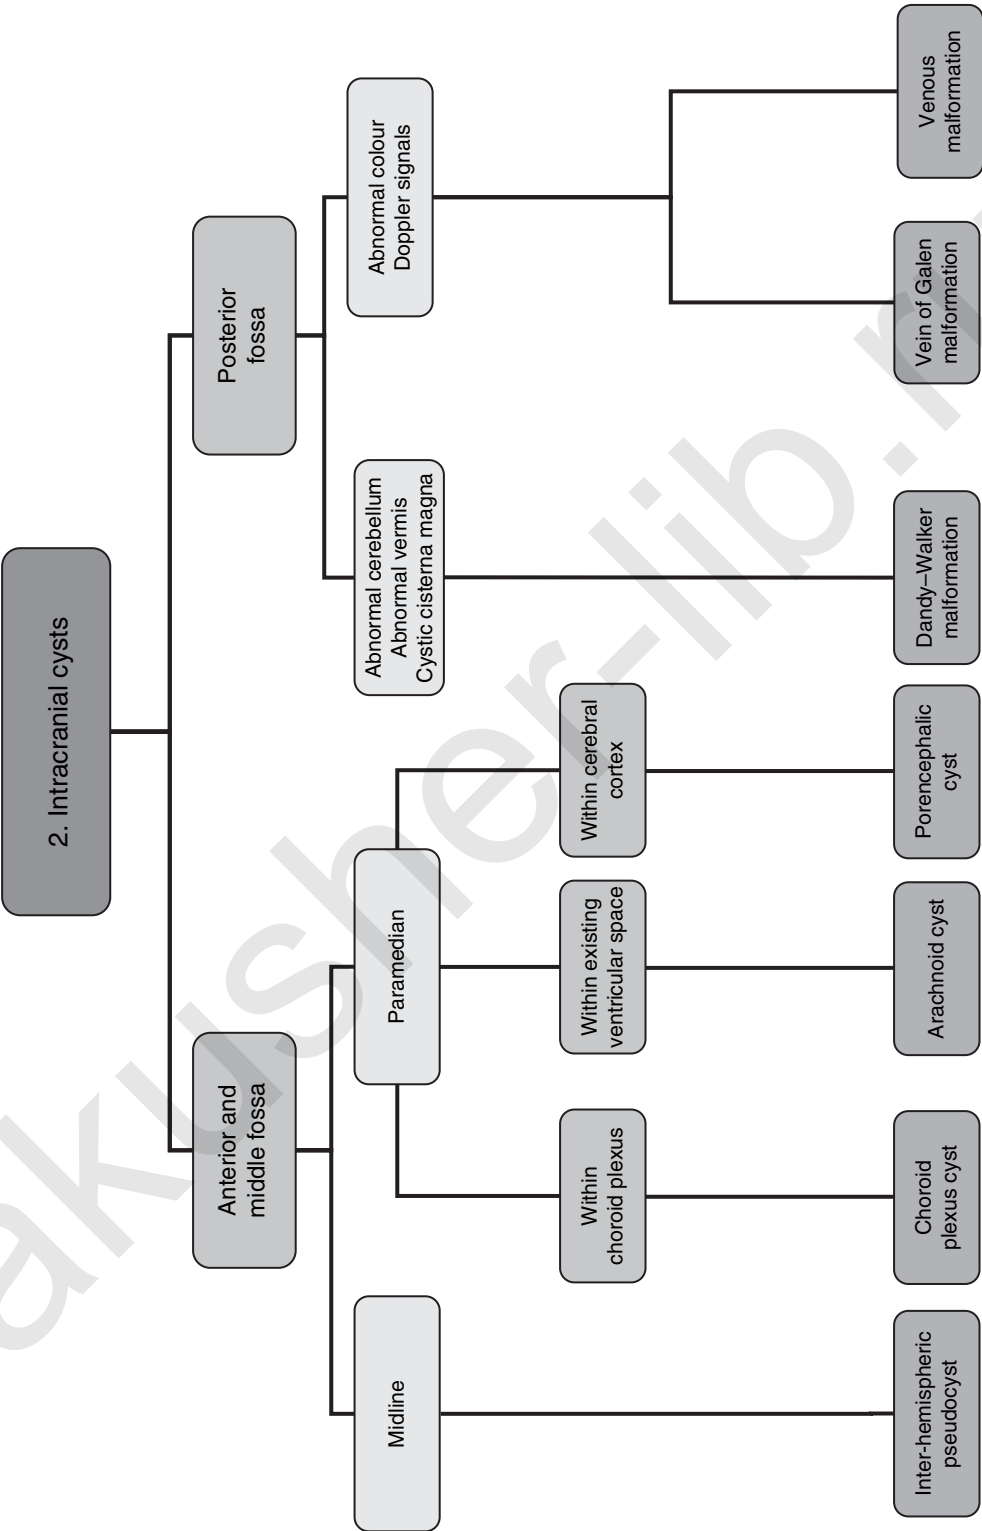 2. Intracranial cysts
Anterior and
middle fossa
Posterior
fossa
Midline
Paramedian
Abnormal cerebellum
Abnormal vermis
Cystic cisterna magna
Abnormal colour
Doppler signals
Within
choroid plexus
Within existing
ventricular space
Within cerebral
cortex
Inter-hemispheric
pseudocyst
Choroid
plexus cyst
Arachnoid cyst
Porencephalic
cyst
Dandy–Walker
malformation
Vein of Galen
malformation
Venous
malformation
akusher-lib.r